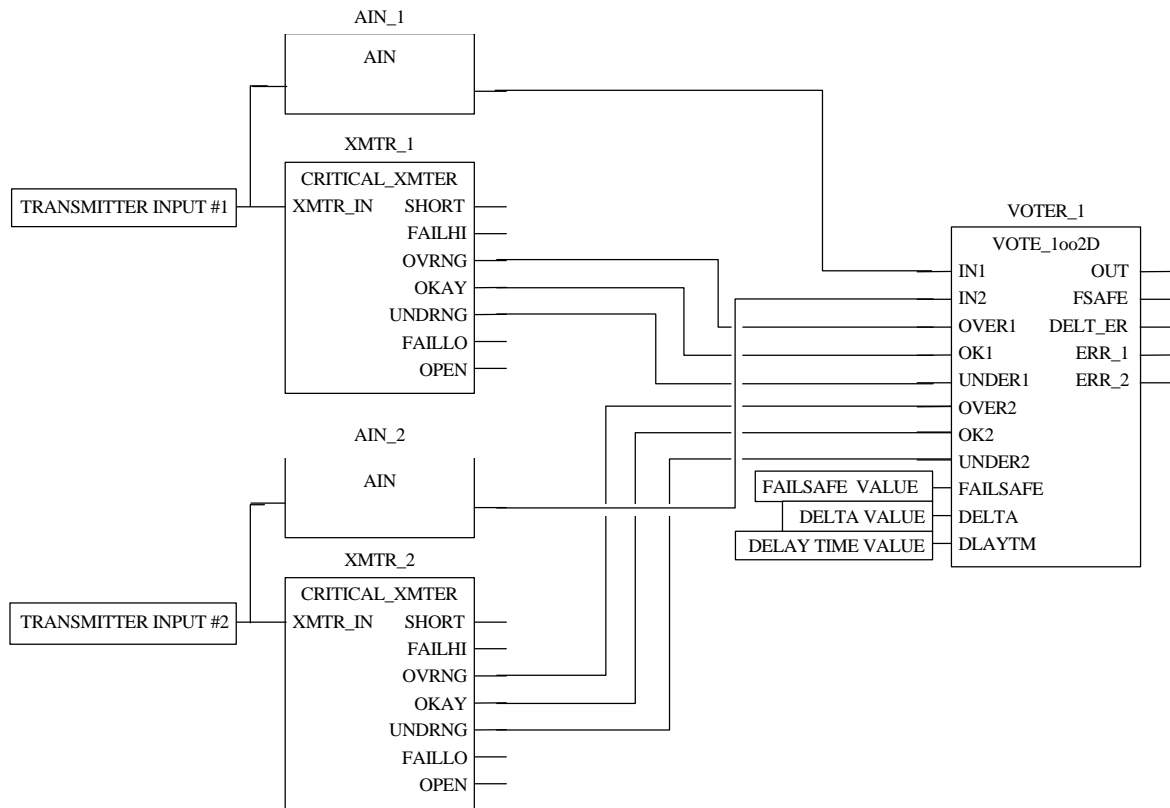 AIN_1
AIN
XMTR_1
CRITICAL_XMTER
TRANSMITTER INPUT #1
XMTR_IN
SHORT
FAILHI
OVRNG
OKAY
UNDRNG
FAILLO
OPEN
AIN_2
AIN
XMTR_2
CRITICAL_XMTER
TRANSMITTER INPUT #2
XMTR_IN
SHORT
FAILHI
OVRNG
OKAY
UNDRNG
FAILLO
OPEN
VOTER_1
VOTE_1oo2D
IN1
OUT
IN2
FSAFE
OVER1
DELT_ER
OK1
ERR_1
UNDER1
ERR_2
OVER2
OK2
UNDER2
FAILSAFE VALUE
FAILSAFE
DELTA VALUE
DELTA
DELAY TIME VALUE
DLAYTM